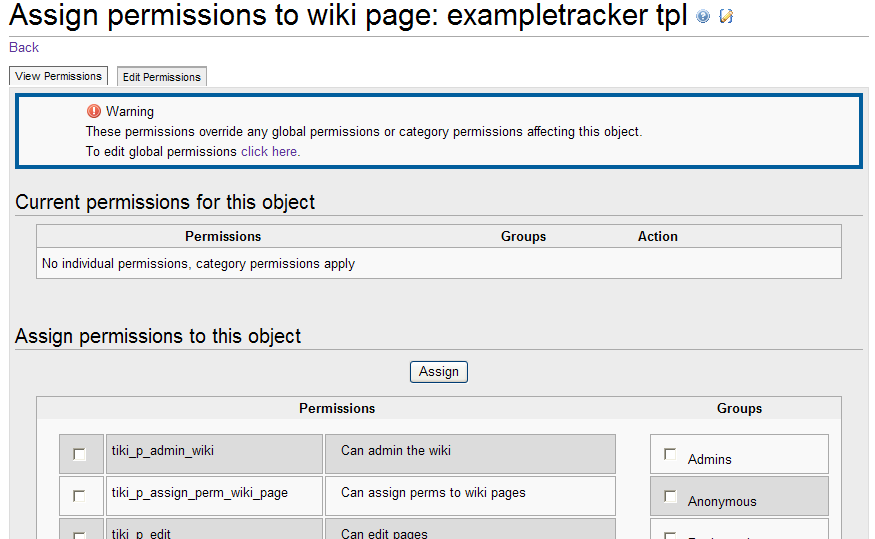 Assign permissions to wiki page: exampletracker tpl
Back
View Permissions Edit Permissions
Warning
These permissions override any global permissions or category permissions affecting this object.
To edit global permissions click here.
Current permissions for this object
Permissions Groups Action
No individual permissions, category permissions apply
Assign permissions to this object
Assign
Permissions Groups
tiki_p_admin_wiki Can admin the wiki Admins
tiki_p_assign_perm_wiki_page Can assign perms to wiki pages Anonymous
tiki_p_edit Can edit pages